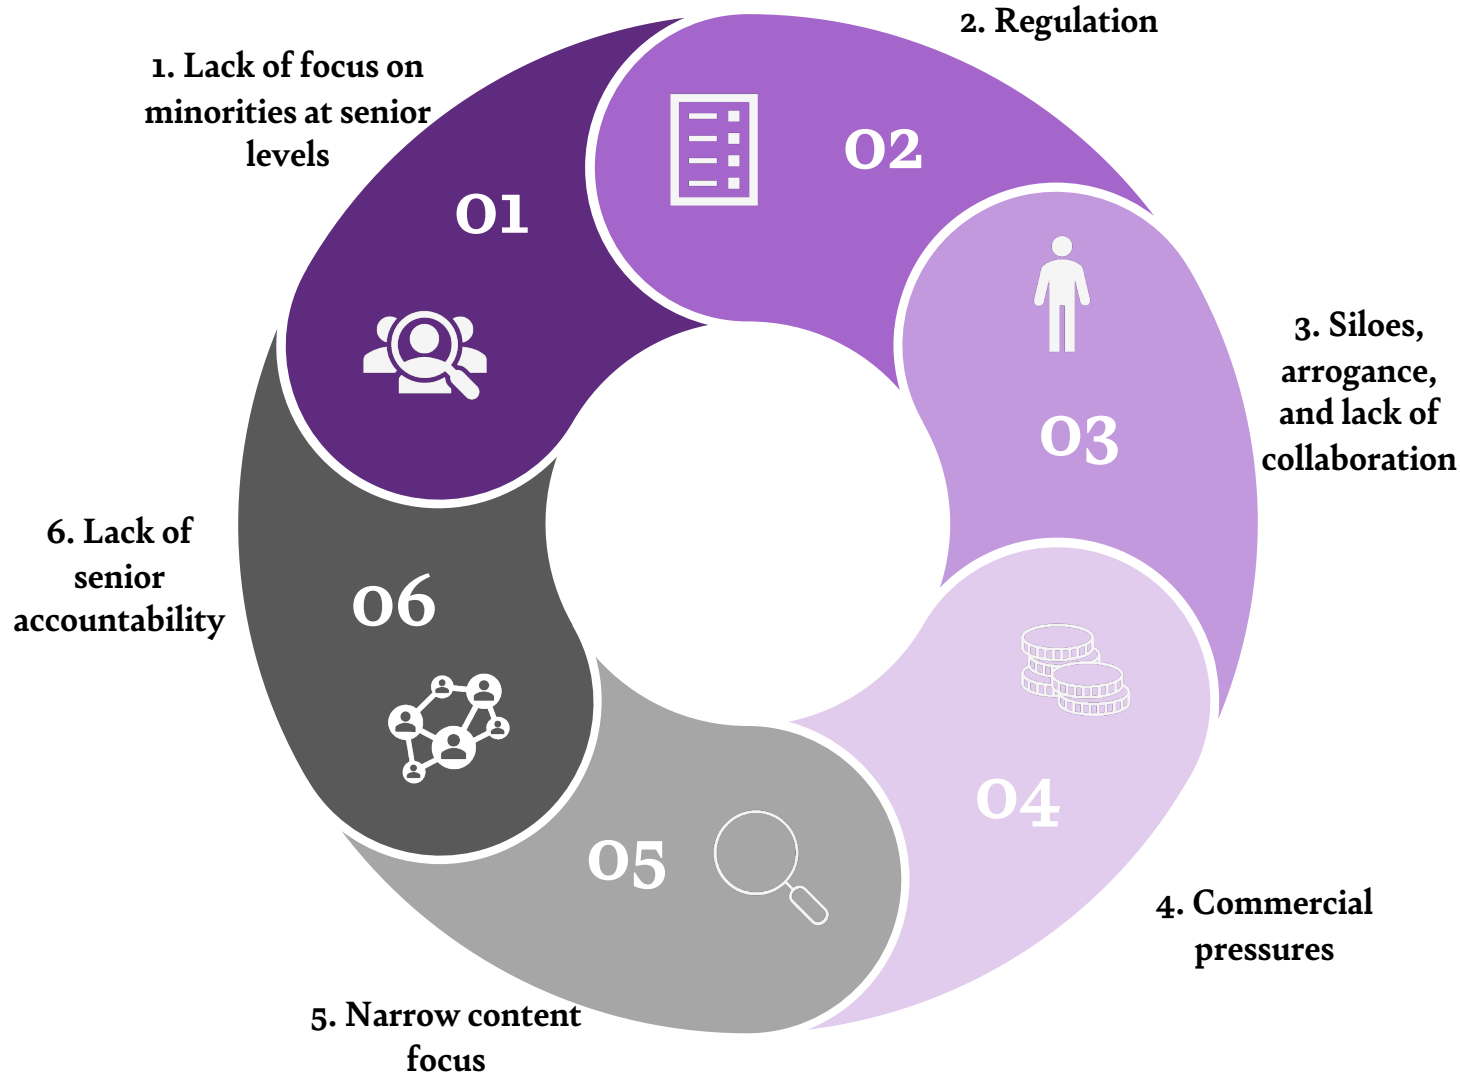 1. Lack of focus on
minorities at senior
levels
01
2. Regulation
02
3. Siloes,
arrogance,
and lack of
collaboration
03
4. Commercial
pressures
04
5. Narrow content
focus
05
6. Lack of
senior
accountability
06